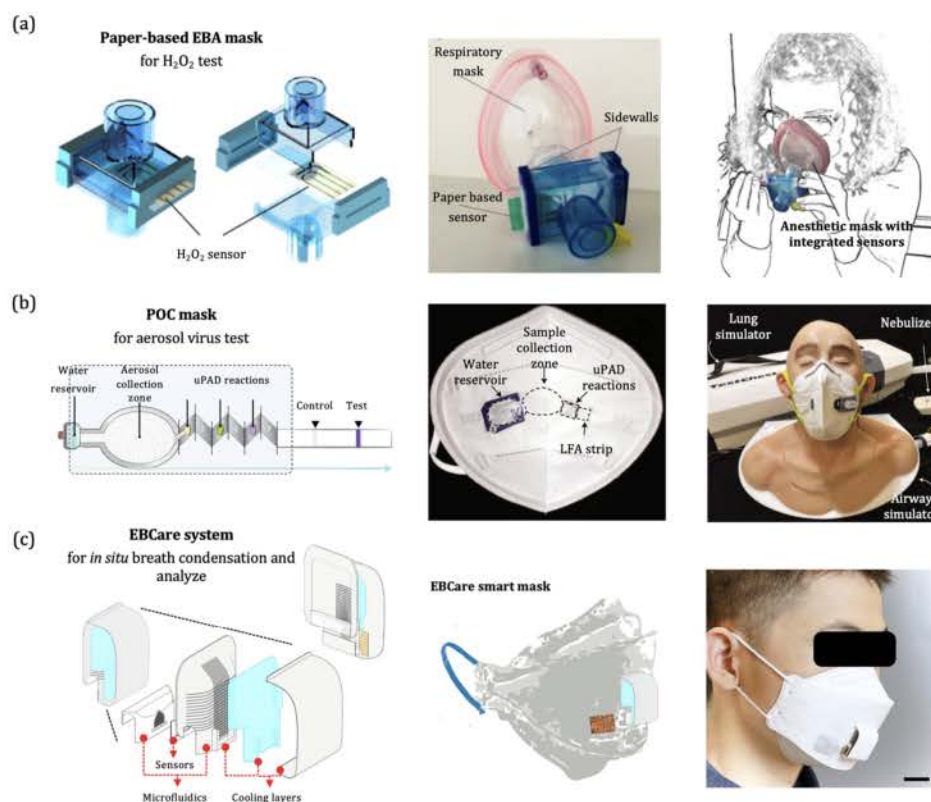 (a)
Paper-based EBA mask
for H₂O₂ test
H₂O₂ sensor
Respiratory
mask
Sidewalls
Paper based
sensor
Anesthetic mask with
integrated sensors
(b)
POC mask
for aerosol virus test
Water
reservoir
Aerosol
collection
zone
uPAD reactions
Control
Test
Sample
collection
zone
Water
reservoir
uPAD
reactions
LFA strip
Lung
simulator
Nebulize
Airway
simulato
(c)
EBCare system
for in situ breath condensation and
analyze
Sensors
Microfluidics
Cooling layers
EBCare smart mask